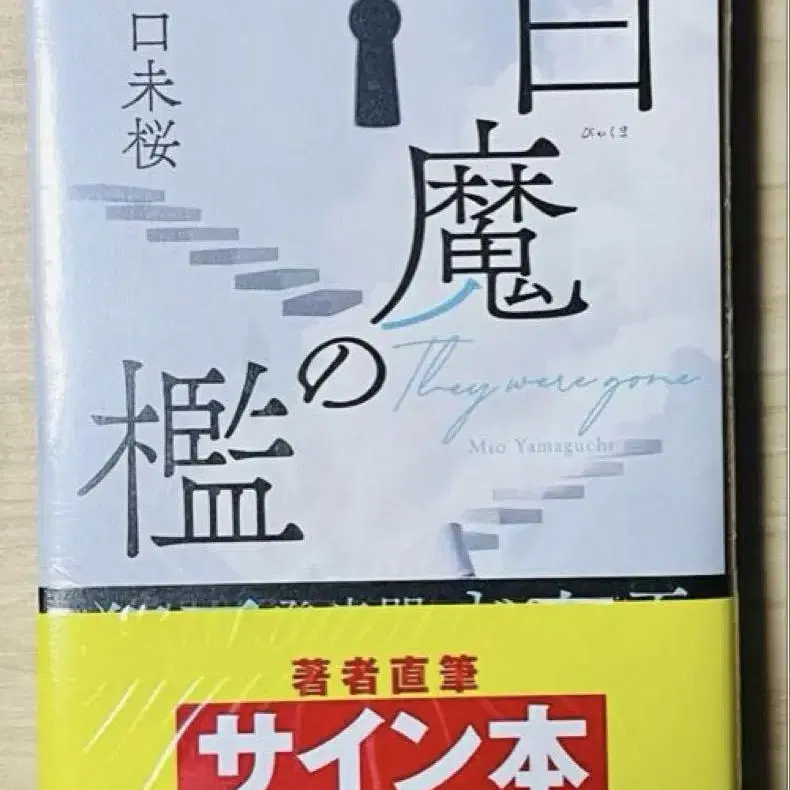 口未桜
白魔の檻
びゃくま
They were gone
Mio Yamaguchi
著者直筆
サイン本